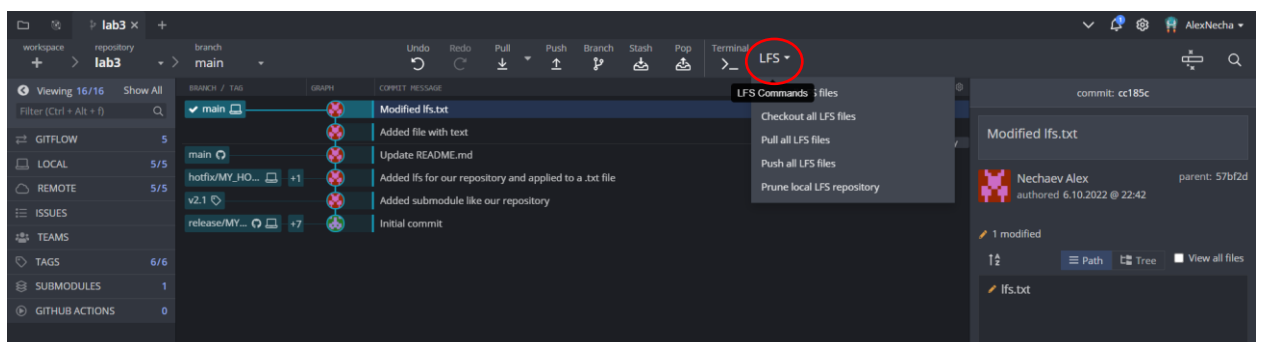 lab3 × +
AlexNecha
workspace repository branch
+ lab3 main
Undo Redo Pull Push Branch Stash Pop Terminal
LFS
Viewing 16/16 Show All
Filter (Ctrl + Alt + f)
GITFLOW 5
LOCAL 5/5
REMOTE 5/5
ISSUES
TEAMS
TAGS 6/6
SUBMODULES 1
GITHUB ACTIONS 0
BRANCH / TAG GRAPH COMMIT MESSAGE
main Modified lfs.txt
Added file with text
main Update README.md
hotfix/MY_HO... +1 Added lfs for our repository and applied to a .txt file
v2.1 Added submodule like our repository
release/MY... +7 Initial commit
LFS Commands
files
Checkout all LFS files
Pull all LFS files
Push all LFS files
Prune local LFS repository
commit: cc185c
Modified lfs.txt
Nechaev Alex parent: 57bf2d
authored 6.10.2022 @ 22:42
1 modified
Path Tree View all files
lfs.txt